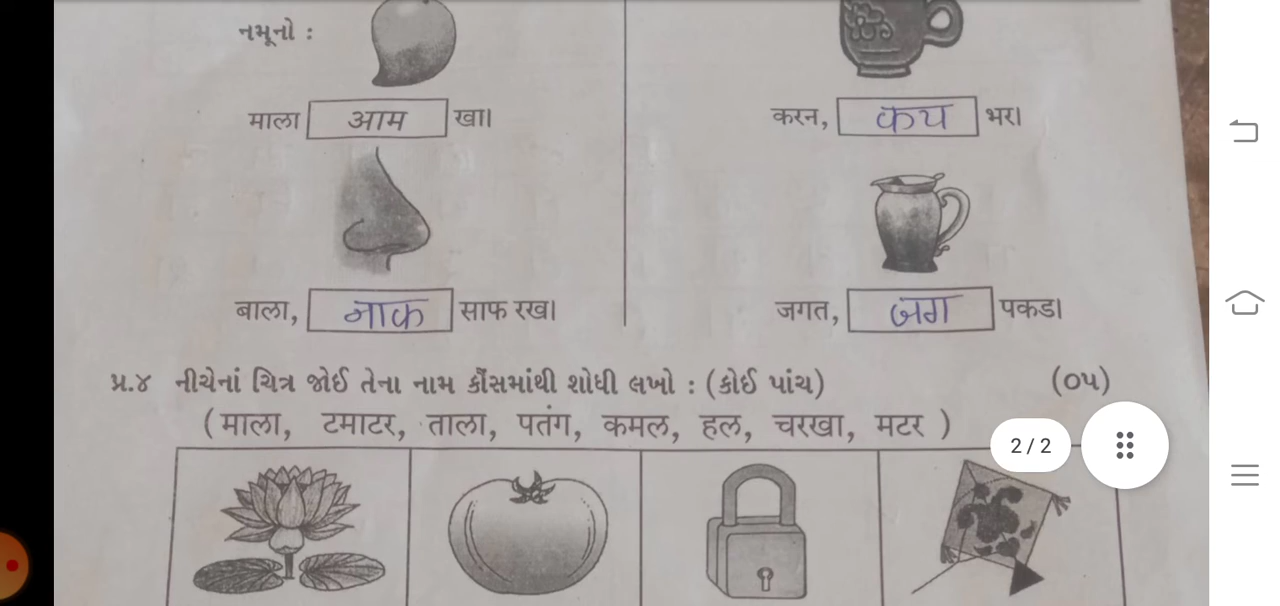 નમૂનો :
माला आम खा।
करन, कय भर।
बाला, नाक साफ रख।
जगत, जग पकड।
પ્ર.૪ નીચેનાં ચિત્ર જોઈ તેના નામ કૌંસમાંથી શોધી લખો : (કોઈ પાંચ) (૦૫)
( माला, टमाटर, ताला, पतंग, कमल, हल, चरखा, मटर )
2 / 2